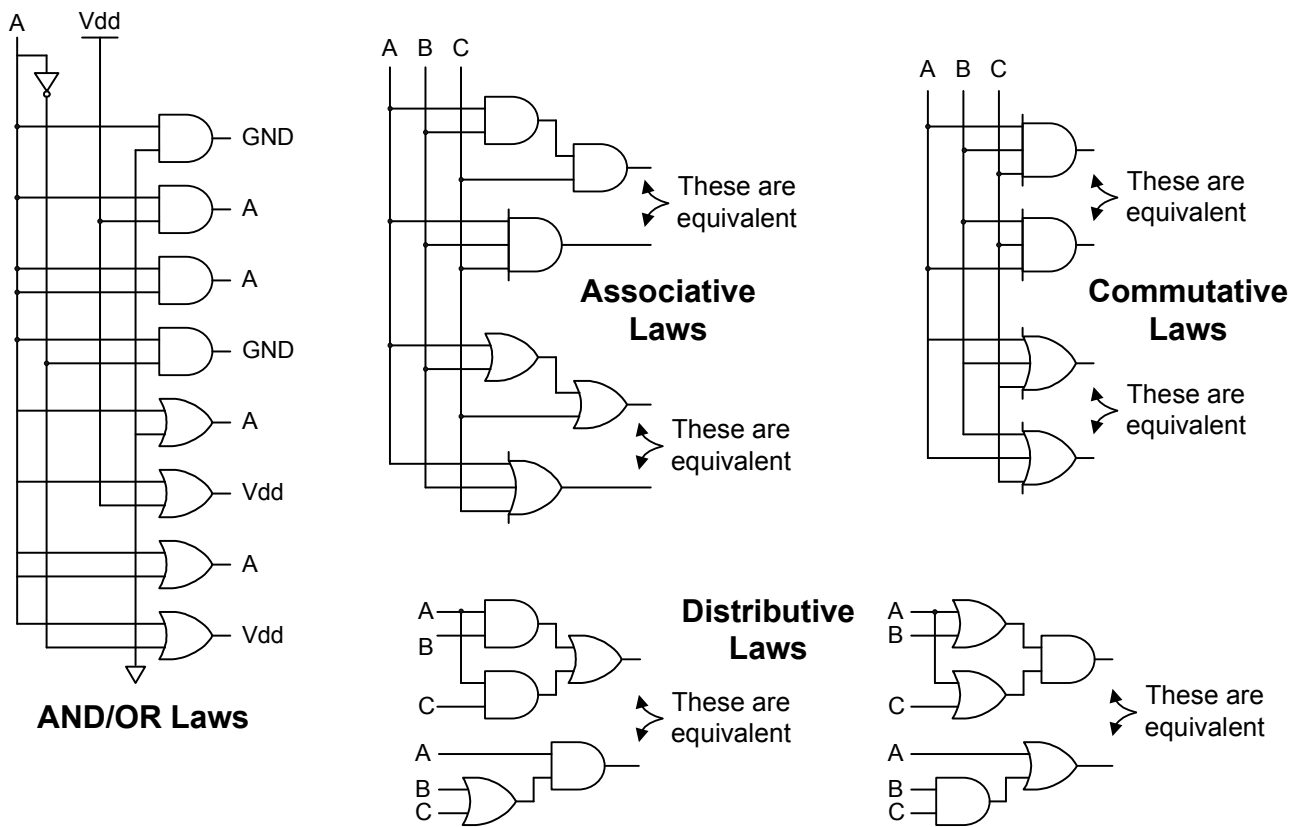 A Vdd
GND
A
A
GND
A
Vdd
A
Vdd
AND/OR Laws
A B C
These are
equivalent
Associative
Laws
These are
equivalent
A B C
These are
equivalent
Commutative
Laws
These are
equivalent
Distributive
Laws
A
B
C
These are
equivalent
A
B
C
A
B
C
These are
equivalent
A
B
C